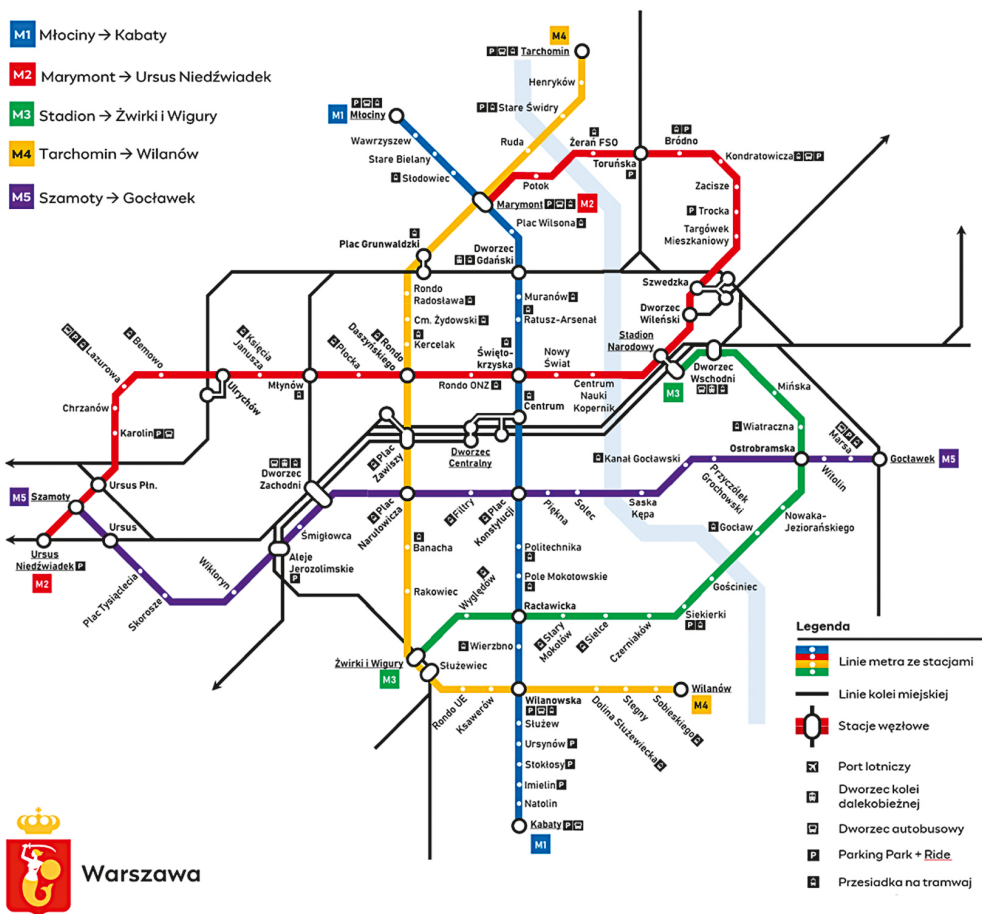 M1 Młociny → Kabaty
M2 Marymont → Ursus Niedźwiadek
M3 Stadion → Żwirki i Wigury
M4 Tarchomin → Wilanów
M5 Szamoty → Gocławek
M4
P Tarchomin
Henryków
P Stare Świdry
Ruda
P
M1 Młociny
Wawrzyszew
Stare Bielany
Słodowiec
Marymont P M2
Potok
Żerań FSO
Toruńska
P
P
Bródno
Kondratowicza P
Zacisze
P Trocka
Targówek
Mieszkaniowy
Plac Wilsona
Plac Grunwaldzki
Dworzec
Gdański
Szwedzka
Dworzec
Wileński
Stadion
Narodowy
M3
Dworzec
Wschodni
Rondo
Radosława
Cm. Żydowski
Kercelak
Muranów
Ratusz-Arsenał
Święto-
krzyska
Nowy
Świat
Centrum
Nauki
Kopernik
P Lazurowa
Bemowo
Księcia
Janusza
Płocka
Rondo
Daszyńskiego
Rondo ONZ
Chrzanów
Ulrychów
Młynów
Centrum
Karolin P
Plac
Zawiszy
Dworzec
Centralny
Dworzec
Zachodni
Mińska
Wiatraczna
Ostrobramska
P
Marsa
Witolin
Gocławek M5
Kanał Gocławski
Przyczółek
Grochowski
Saska
Kępa
Nowaka-
Jeziorańskiego
Gocław
Gościniec
Siekierki
P
M5 Szamoty
Ursus Płn.
Ursus
Ursus
Niedźwiadek P
M2
Plac Tysiąclecia
Skorosze
Wiktoryn
Śmigłowca
Aleje
Jerozolimskie
P
Plac
Narutowicza
Filtry
Plac
Konstytucji
Piękna
Solec
Banacha
Rakowiec
Politechnika
Pole Mokotowskie
Racławicka
Wyględów
Stary
Mokotów
Sielce
Czerniaków
Wierzbno
Żwirki i Wigury
M3
Służewiec
Rondo UE
Ksawerów
Wilanowska
P
Dolina Służewiecka
Stegny
Sobieskiego
Wilanów
M4
Służew
Ursynów P
Stokłosy P
Imielin P
Natolin
Kabaty P
M1
Legenda
Linie metra ze stacjami
Linie kolei miejskiej
Stacje węzłowe
Port lotniczy
Dworzec kolei
dalekobieżnej
Dworzec autobusowy
P Parking Park + Ride
Przesiadka na tramwaj
Warszawa